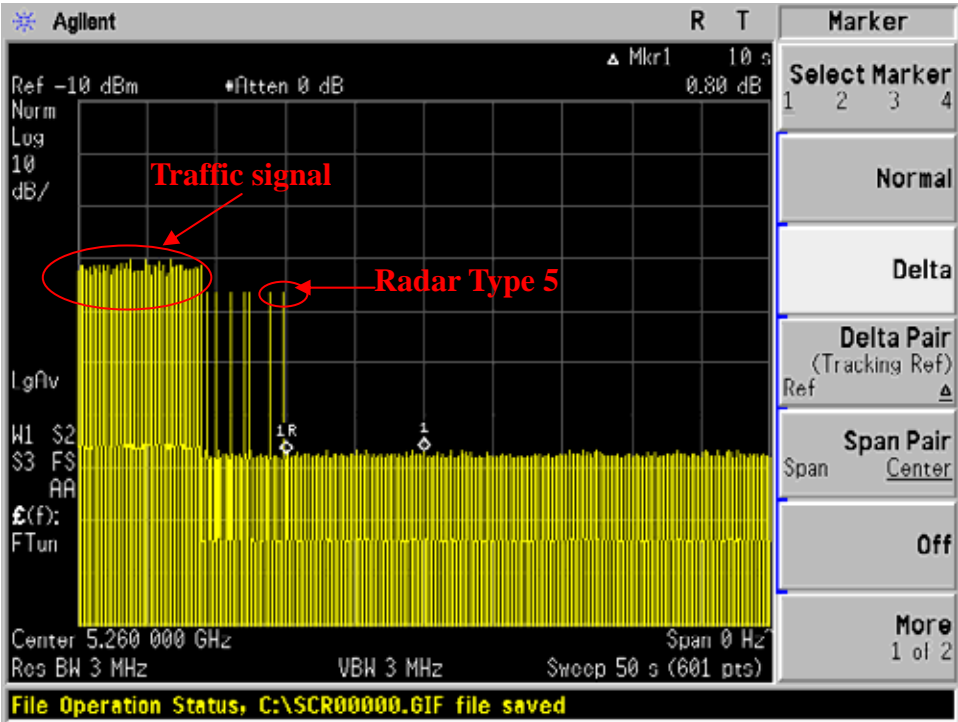 Agilent R T Marker
Δ Mkr1 10 s
Ref -10 dBm #Atten 0 dB 0.80 dB
Norm
Log
10
dB/
Traffic signal
Radar Type 5
LgAv
1R 1
W1 S2
S3 FS
AA
£(f):
FTun
Center 5.260 000 GHz Span 0 Hz
Res BW 3 MHz VBW 3 MHz Sweep 50 s (601 pts)
File Operation Status, C:\SCR00000.GIF file saved
Select Marker
1 2 3 4
Normal
Delta
Delta Pair
(Tracking Ref)
Ref Δ
Span Pair
Span Center
Off
More
1 of 2